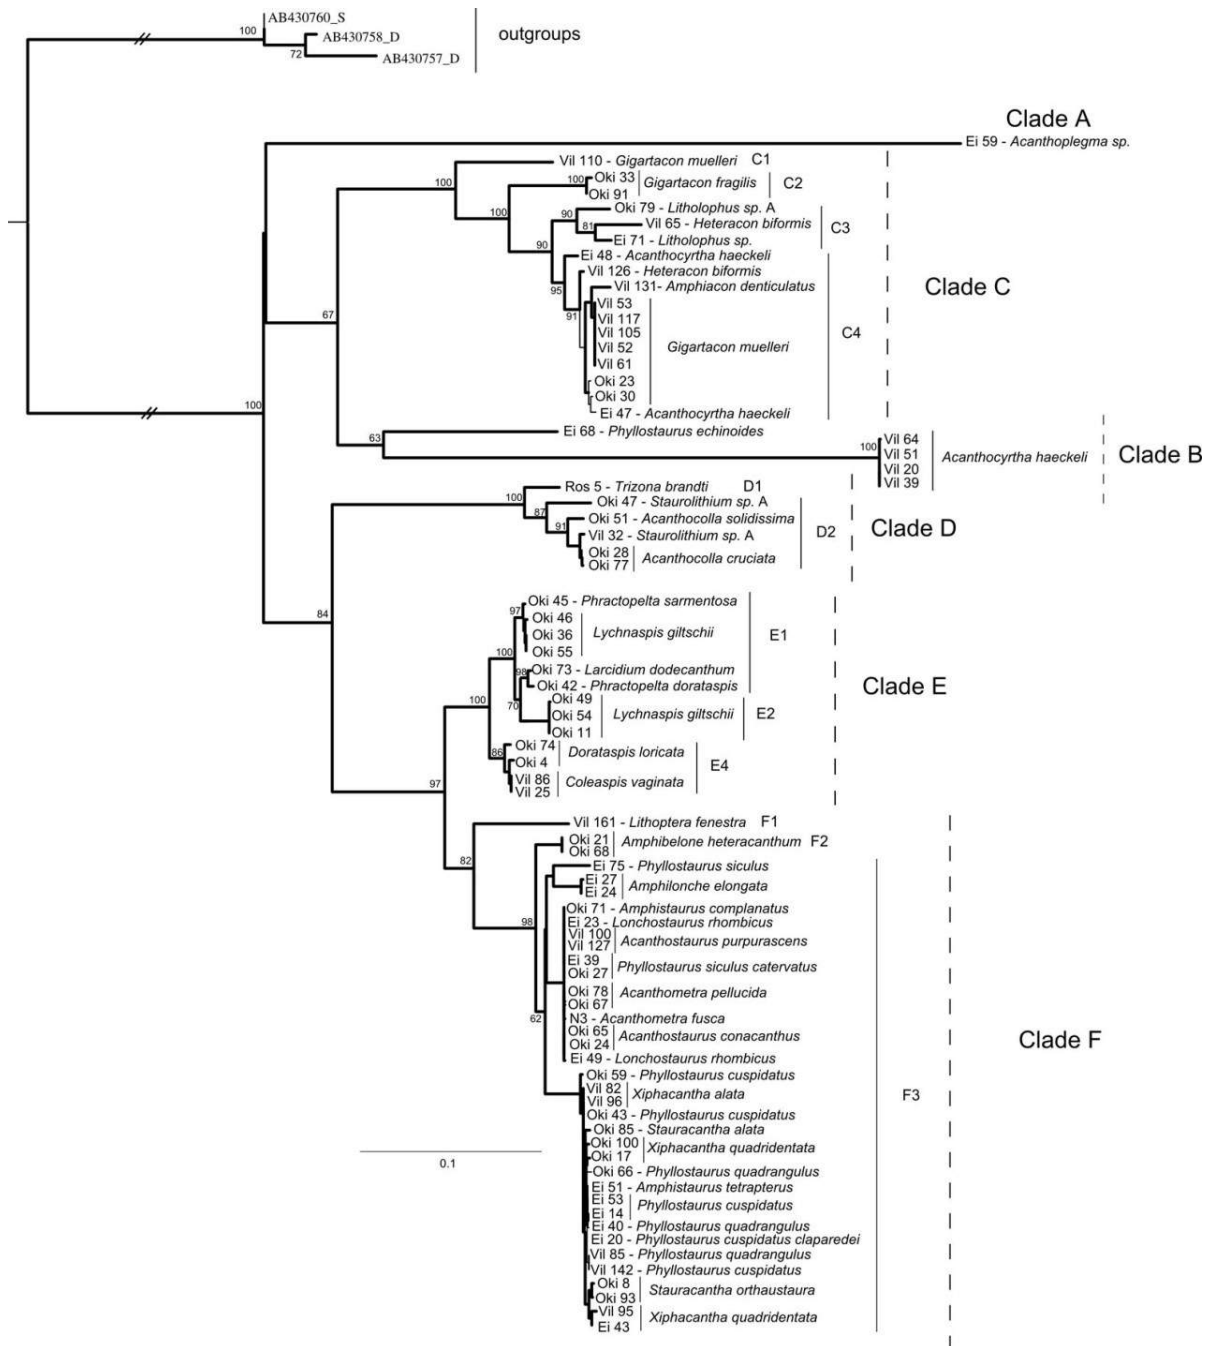 AB430760_S
100
AB430758_D
outgroups
72
AB430757_D
Clade A
Ei 59 - Acanthoplegma sp.
Vil 110 - Gigartacon muelleri C1
100
100 Oki 33
Gigartacon fragilis C2
Oki 91
100
90 Oki 79 - Litholophus sp. A
81 Vil 65 - Heteracon biformis
C3
Ei 71 - Litholophus sp.
90
Ei 48 - Acanthocyrtha haeckeli
Vil 126 - Heteracon biformis
95
Vil 131- Amphiacon denticulatus
Clade C
Vil 53
91 Vil 117
Vil 105
C4
Vil 52
Gigartacon muelleri
Vil 61
67
Oki 23
Oki 30
Ei 47 - Acanthocyrtha haeckeli
100
Ei 68 - Phyllostaurus echinoides
63
100 Vil 64
Vil 51
Acanthocyrtha haeckeli
Clade B
Vil 20
Vil 39
Ros 5 - Trizona brandti D1
100
Oki 47 - Staurolithium sp. A
87
Oki 51 - Acanthocolla solidissima
91
D2
Clade D
Vil 32 - Staurolithium sp. A
Oki 28
Acanthocolla cruciata
Oki 77
84
Oki 45 - Phractopelta sarmentosa
97
Oki 46
Oki 36
Lychnaspis giltschii
E1
Oki 55
100
98 Oki 73 - Larcidium dodecanthum
Oki 42 - Phractopelta dorataspis
Clade E
100
70
Oki 49
Oki 54
Lychnaspis giltschii
E2
Oki 11
86 Oki 74
Dorataspis loricata
Oki 4
E4
Vil 86
Coleaspis vaginata
Vil 25
97
Vil 161 - Lithoptera fenestra F1
Oki 21
Amphibelone heteracanthum F2
Oki 68
82
Ei 75 - Phyllostaurus siculus
Ei 27
Amphilonche elongata
Ei 24
Oki 71 - Amphistaurus complanatus
98
Ei 23 - Lonchostaurus rhombicus
Vil 100
Acanthostaurus purpurascens
Vil 127
Ei 39
Phyllostaurus siculus catervatus
Oki 27
Oki 78
Acanthometra pellucida
Oki 67
62
N3 - Acanthometra fusca
Oki 65
Acanthostaurus conacanthus
Oki 24
Clade F
Ei 49 - Lonchostaurus rhombicus
Oki 59 - Phyllostaurus cuspidatus
Vil 82
Xiphacantha alata
F3
Vil 96
Oki 43 - Phyllostaurus cuspidatus
Oki 85 - Stauracantha alata
Oki 100
Xiphacantha quadridentata
Oki 17
0.1
Oki 66 - Phyllostaurus quadrangulus
Ei 51 - Amphistaurus tetrapterus
Ei 53
Phyllostaurus cuspidatus
Ei 14
Ei 40 - Phyllostaurus quadrangulus
Ei 20 - Phyllostaurus cuspidatus claparedei
Vil 85 - Phyllostaurus quadrangulus
Vil 142 - Phyllostaurus cuspidatus
Oki 8
Stauracantha orthaustaura
Oki 93
Vil 95
Xiphacantha quadridentata
Ei 43